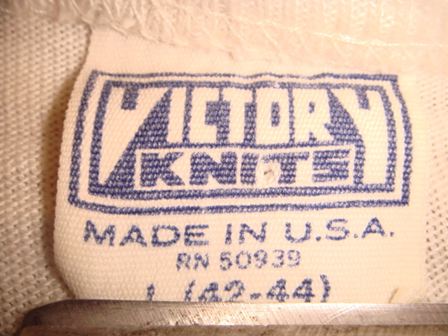 VICTORY
KNITS
MADE IN U.S.A.
RN 50939
L (42-44)